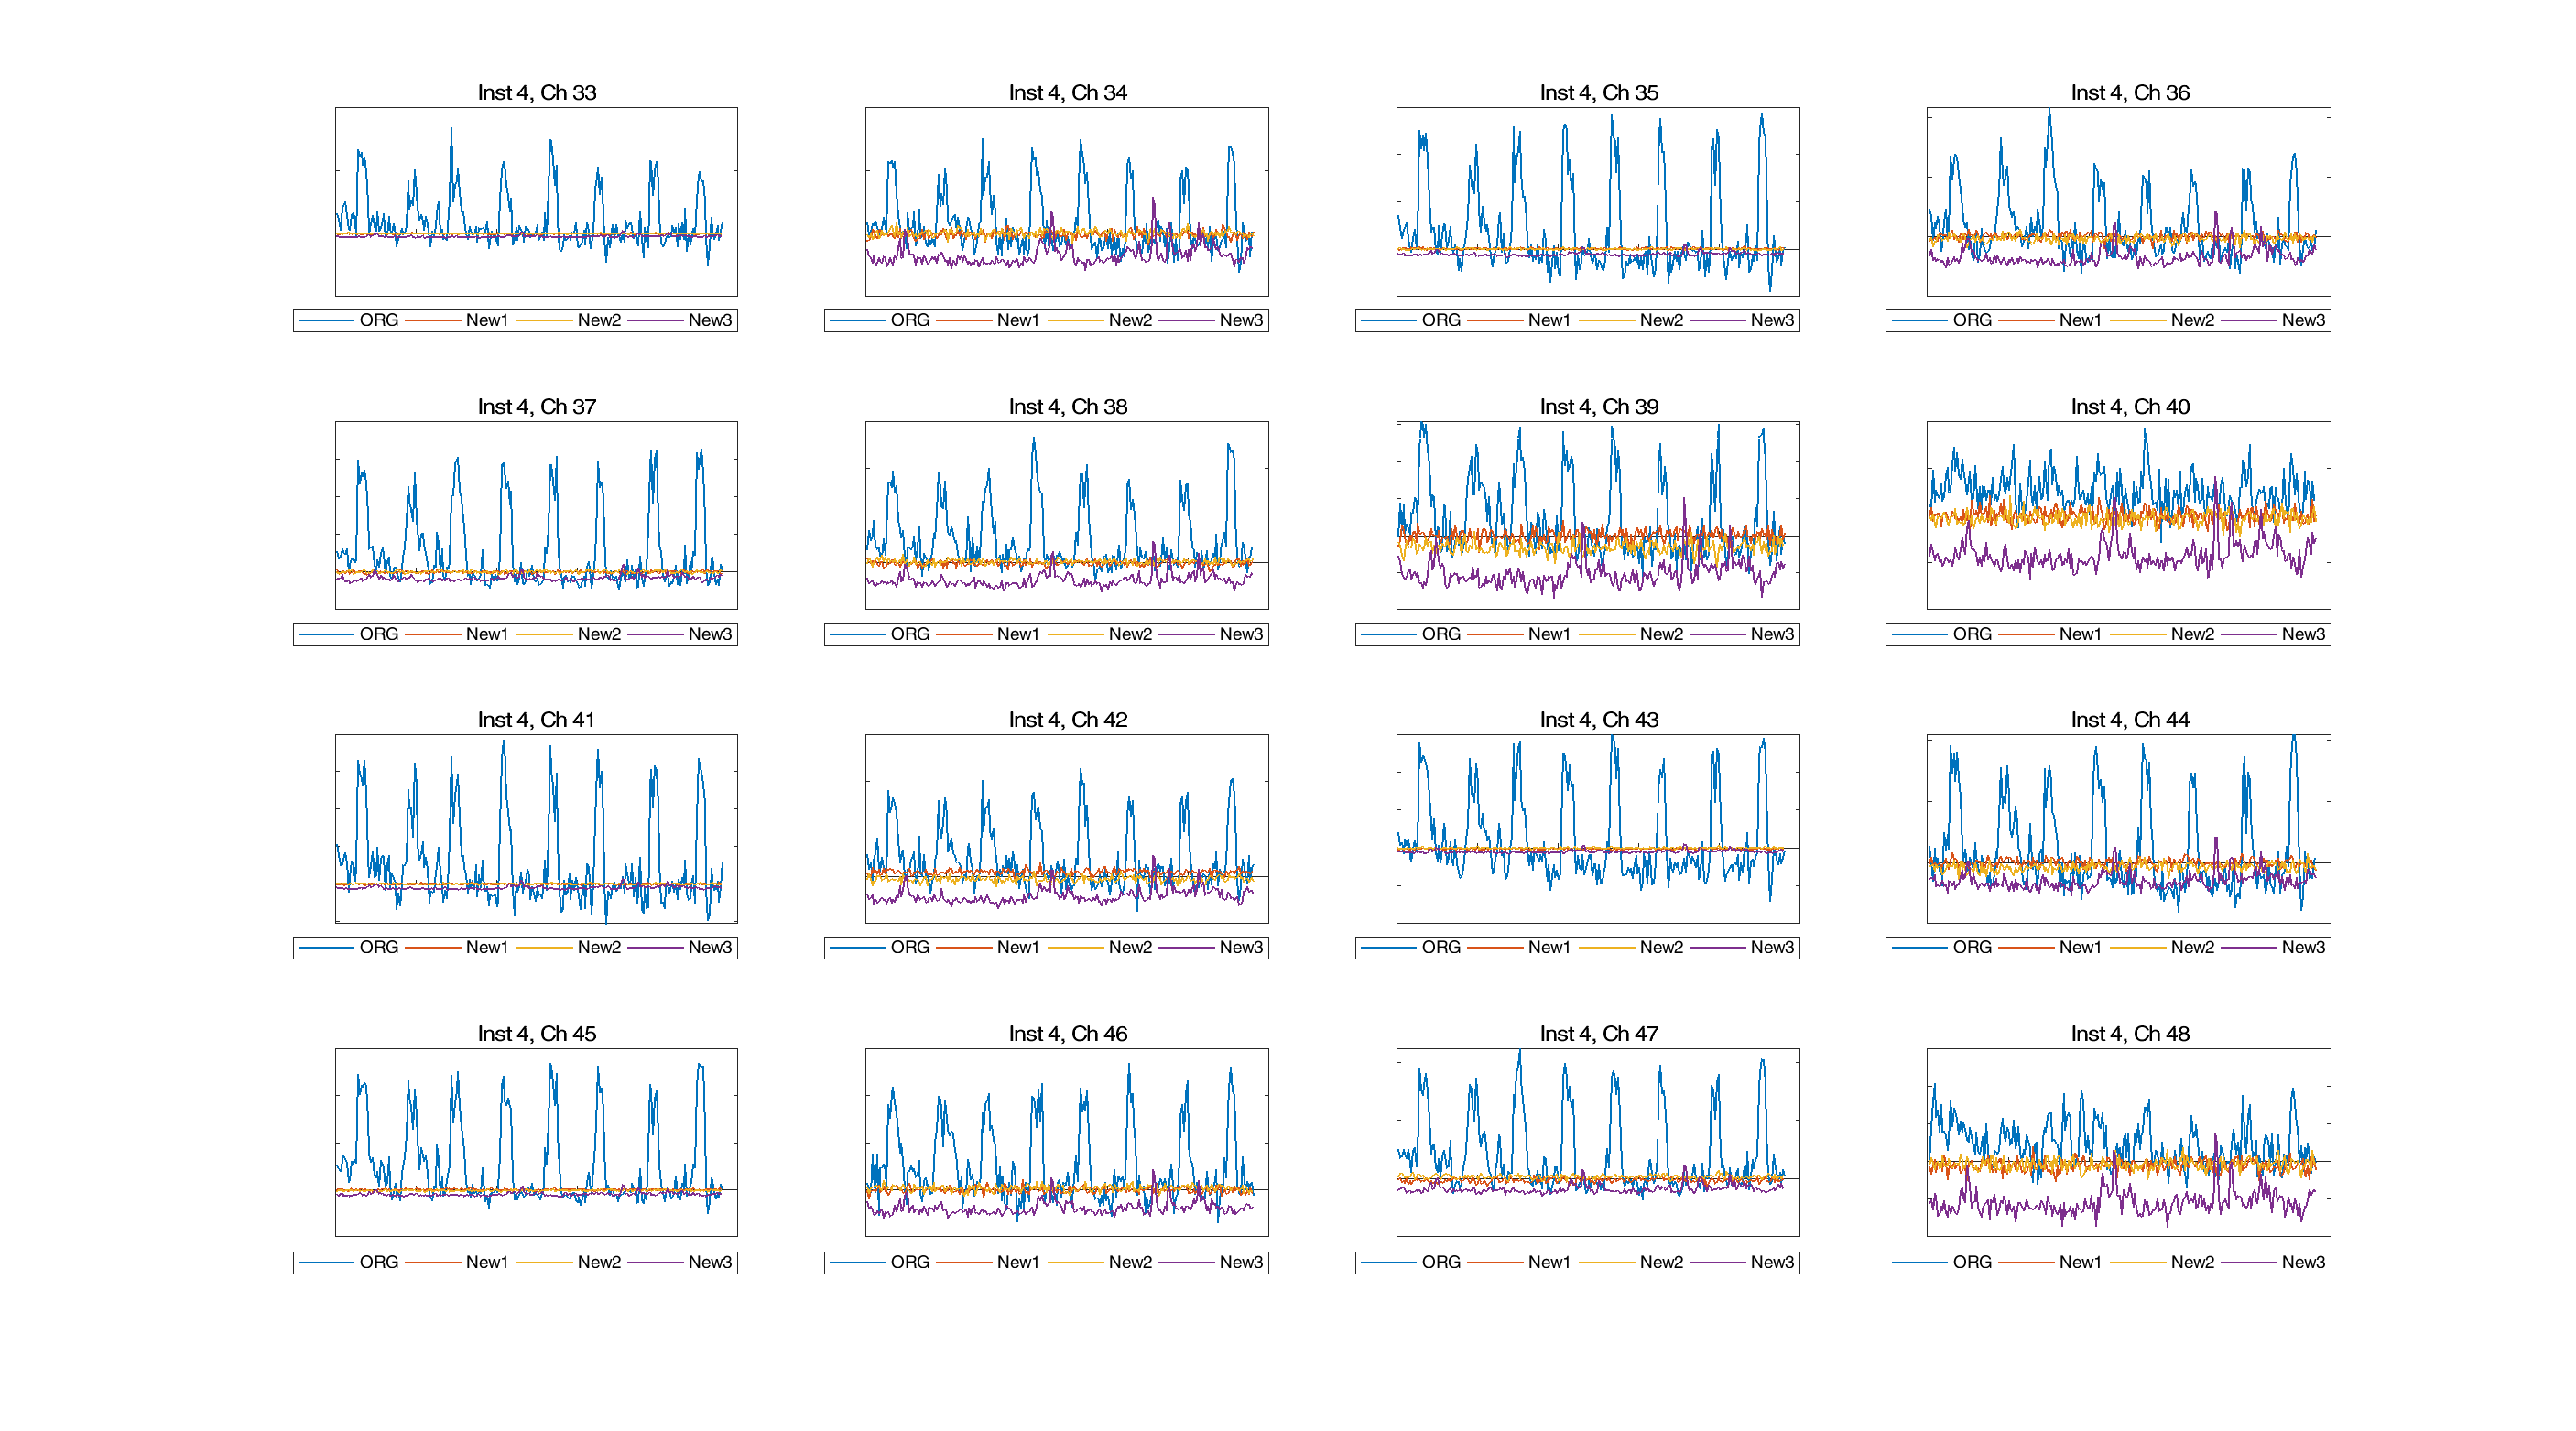 Inst 4, Ch 33
Inst 4, Ch 34
Inst 4, Ch 35
Inst 4, Ch 36
ORG New1 New2 New3
ORG New1 New2 New3
ORG New1 New2 New3
ORG New1 New2 New3
Inst 4, Ch 37
Inst 4, Ch 38
Inst 4, Ch 39
Inst 4, Ch 40
ORG New1 New2 New3
ORG New1 New2 New3
ORG New1 New2 New3
ORG New1 New2 New3
Inst 4, Ch 41
Inst 4, Ch 42
Inst 4, Ch 43
Inst 4, Ch 44
ORG New1 New2 New3
ORG New1 New2 New3
ORG New1 New2 New3
ORG New1 New2 New3
Inst 4, Ch 45
Inst 4, Ch 46
Inst 4, Ch 47
Inst 4, Ch 48
ORG New1 New2 New3
ORG New1 New2 New3
ORG New1 New2 New3
ORG New1 New2 New3